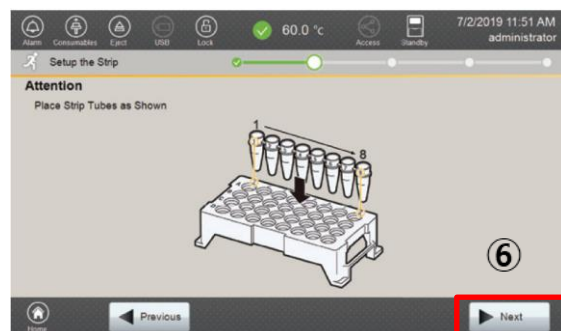 7/2/2019 11:51 AM
60.0 °c
administrator
Alarm Consumables Eject USB Lock Access Standby
Setup the Strip
Attention
Place Strip Tubes as Shown
1
8
⑥
Previous
Next
Home